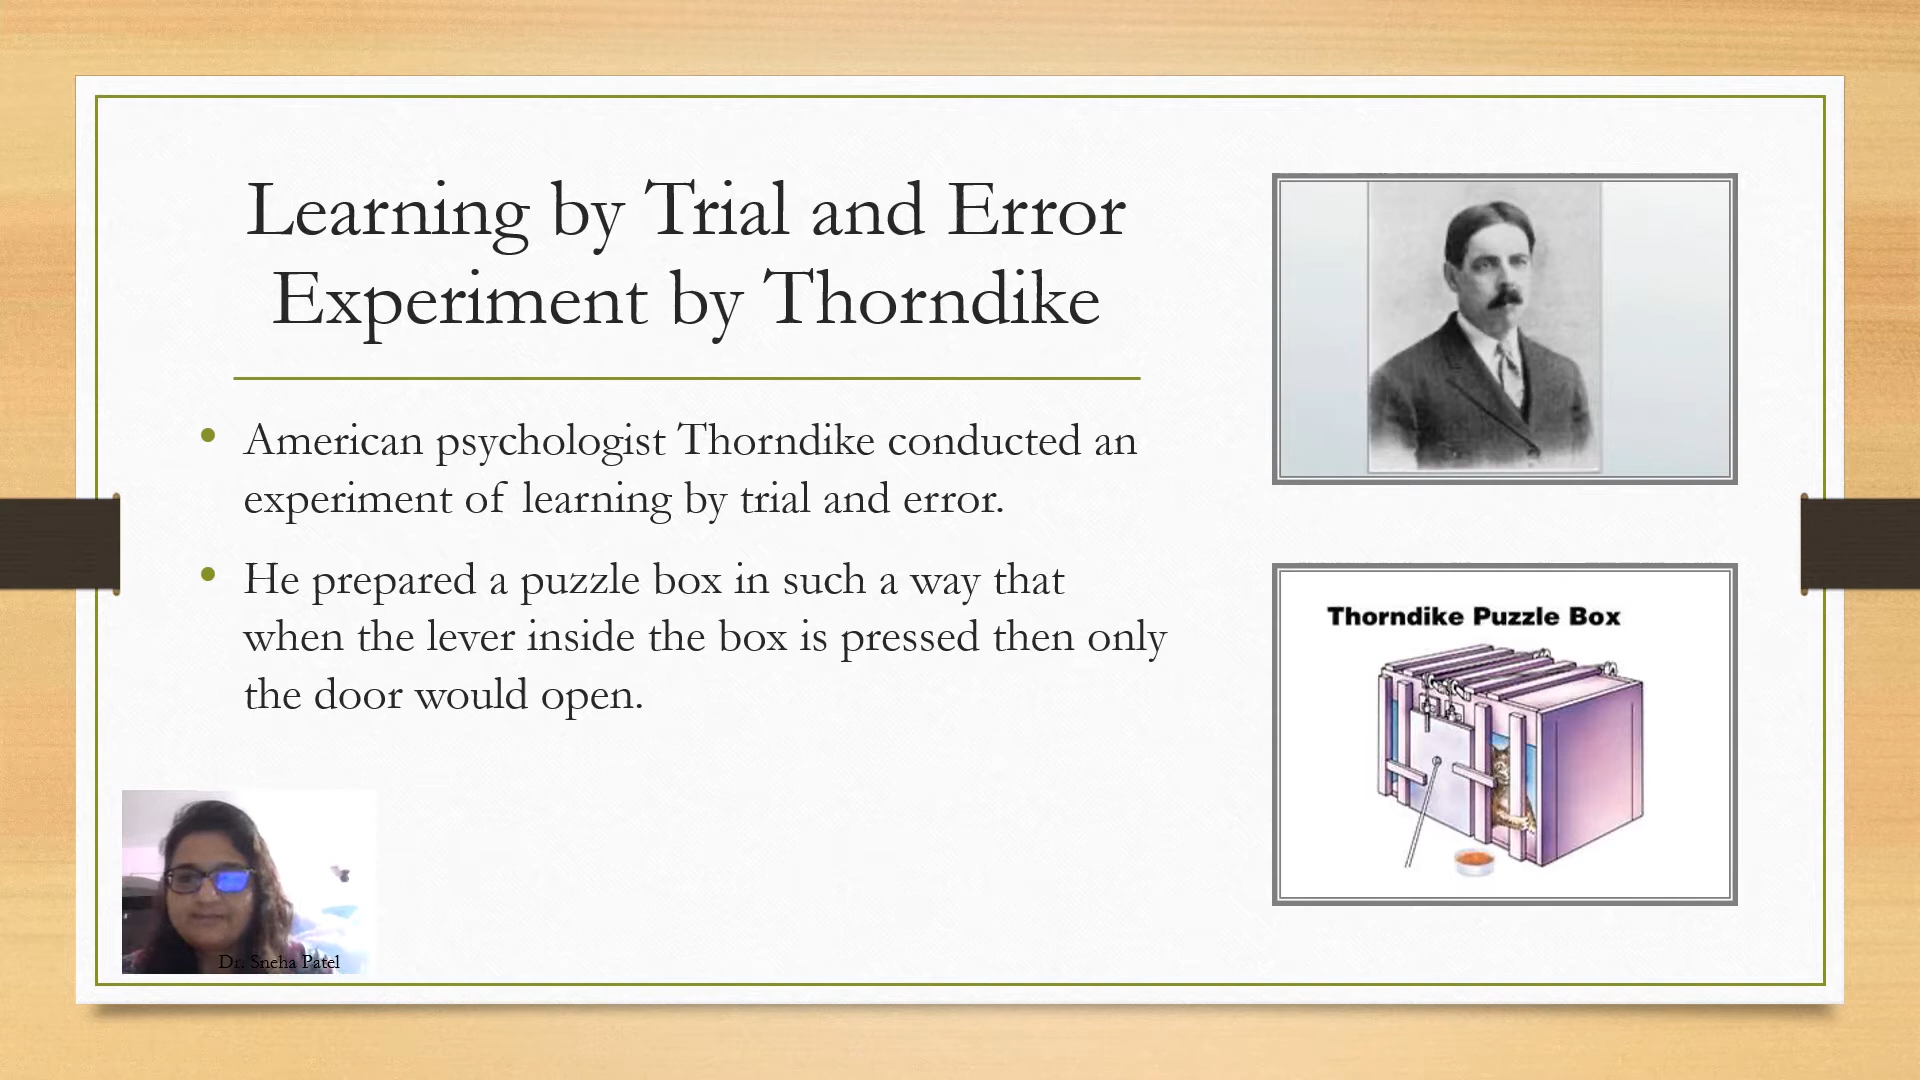 Learning by Trial and Error
Experiment by Thorndike
• American psychologist Thorndike conducted an
experiment of learning by trial and error.
• He prepared a puzzle box in such a way that
when the lever inside the box is pressed then only
the door would open.
Thorndike Puzzle Box
Dr. Sneha Patel